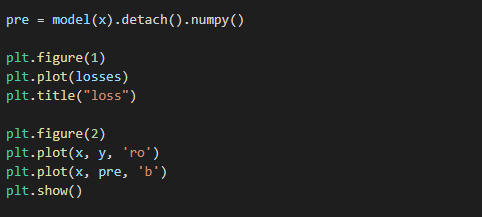 pre = model(x).detach().numpy()
plt.figure(1)
plt.plot(losses)
plt.title("loss")
plt.figure(2)
plt.plot(x, y, 'ro')
plt.plot(x, pre, 'b')
plt.show()